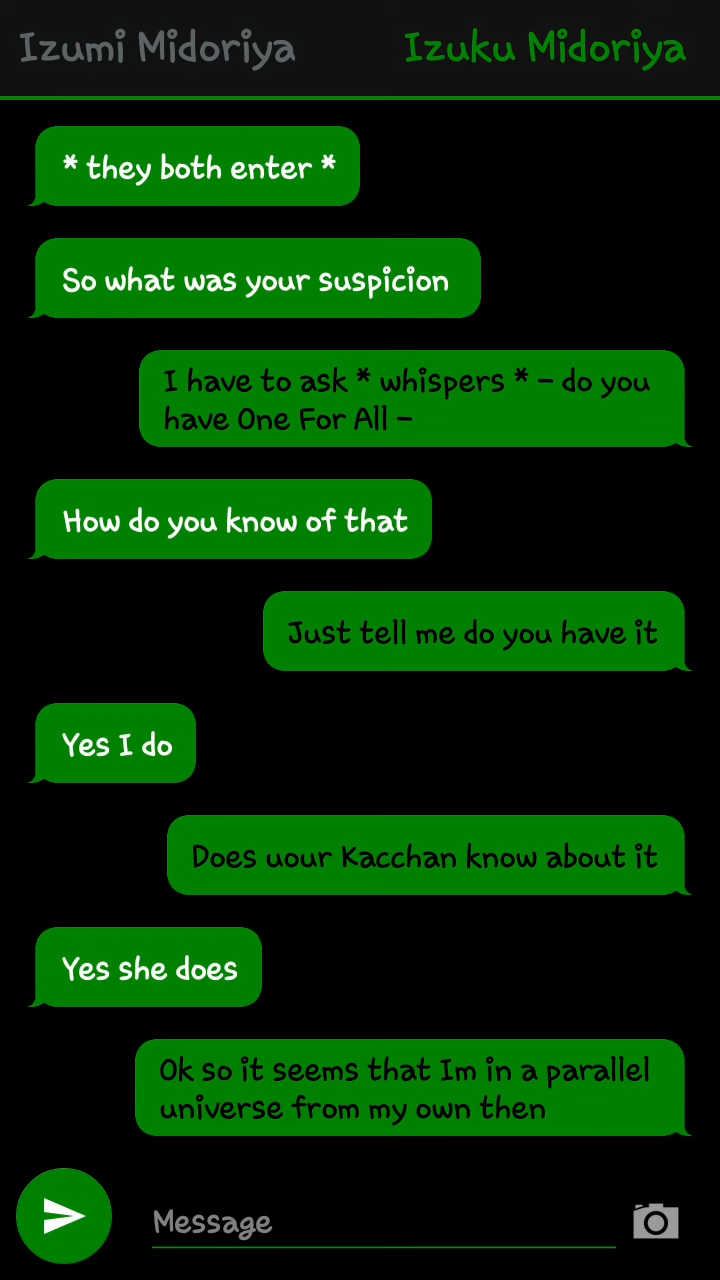 Izumi Midoriya
Izuku Midoriya
* they both enter *
So what was your suspicion
I have to ask * whispers * - do you
have One For All -
How do you know of that
Just tell me do you have it
Yes I do
Does uour Kacchan know about it
Yes she does
Ok so it seems that Im in a parallel
universe from my own then
Message